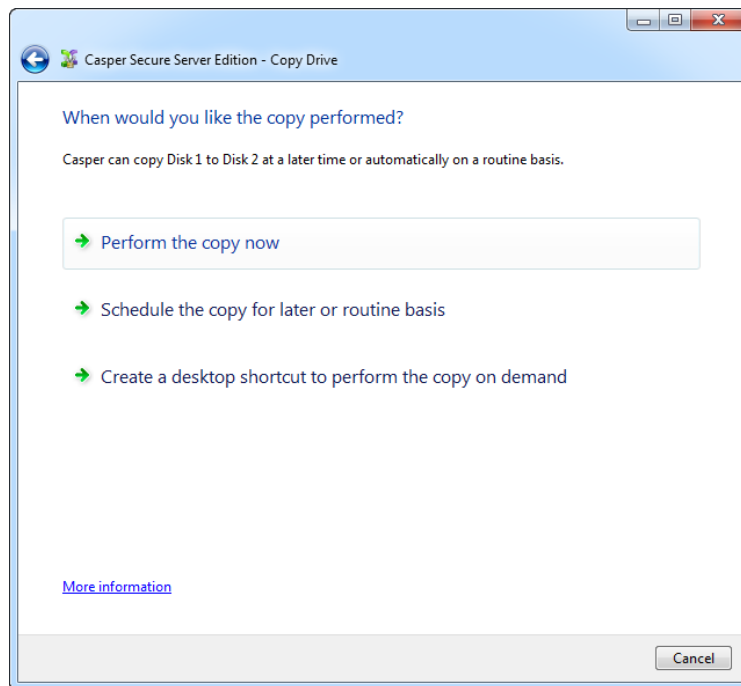 Casper Secure Server Edition - Copy Drive
When would you like the copy performed?
Casper can copy Disk 1 to Disk 2 at a later time or automatically on a routine basis.
Perform the copy now
Schedule the copy for later or routine basis
Create a desktop shortcut to perform the copy on demand
More information
Cancel